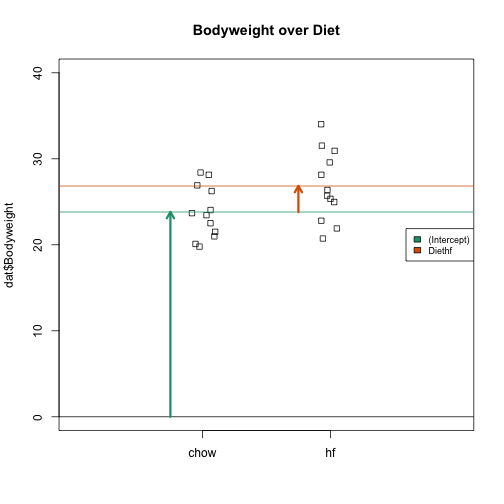 Bodyweight over Diet
dat$Bodyweight
40
30
20
10
0
(Intercept)
Diethf
chow
hf